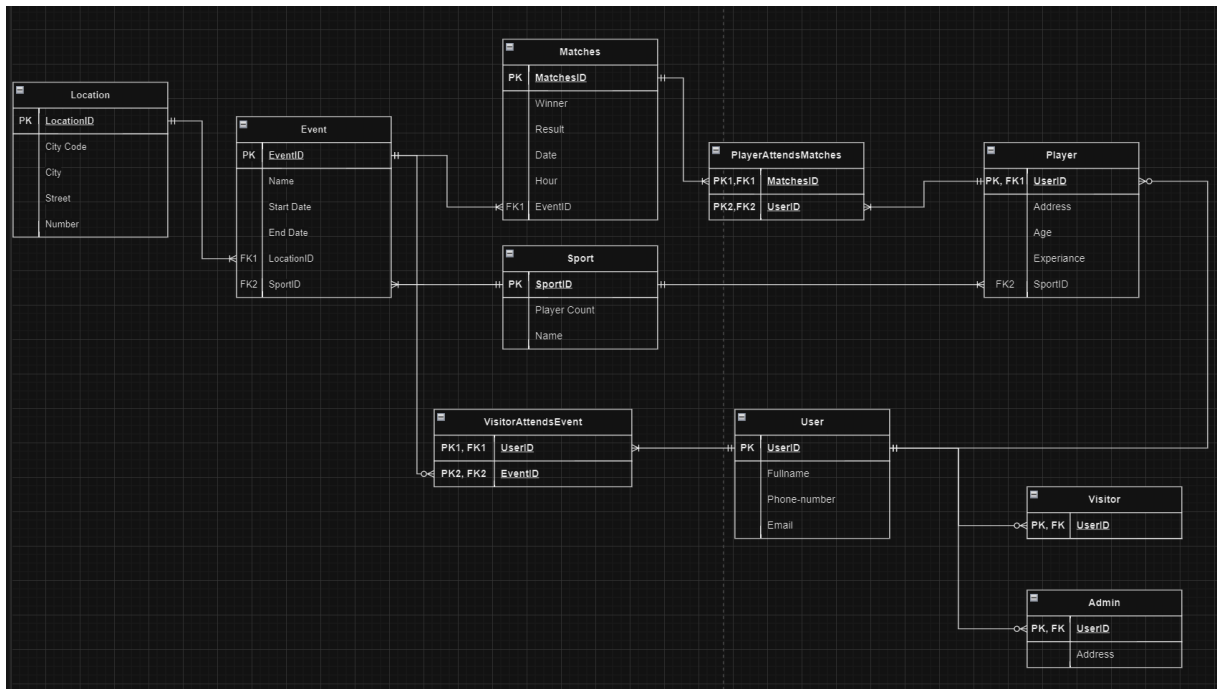 Matches
PK MatchesID
Winner
Result
Date
Hour
FK1 EventID
Location
PK LocationID
City Code
City
Street
Number
Event
PK EventID
Name
Start Date
End Date
FK1 LocationID
FK2 SportID
PlayerAttendsMatches
PK1,FK1 MatchesID
PK2,FK2 UserID
Player
PK, FK1 UserID
Address
Age
Experiance
FK2 SportID
Sport
PK SportID
Player Count
Name
VisitorAttendsEvent
PK1, FK1 UserID
PK2, FK2 EventID
User
PK UserID
Fullname
Phone-number
Email
Visitor
PK, FK UserID
Admin
PK, FK UserID
Address